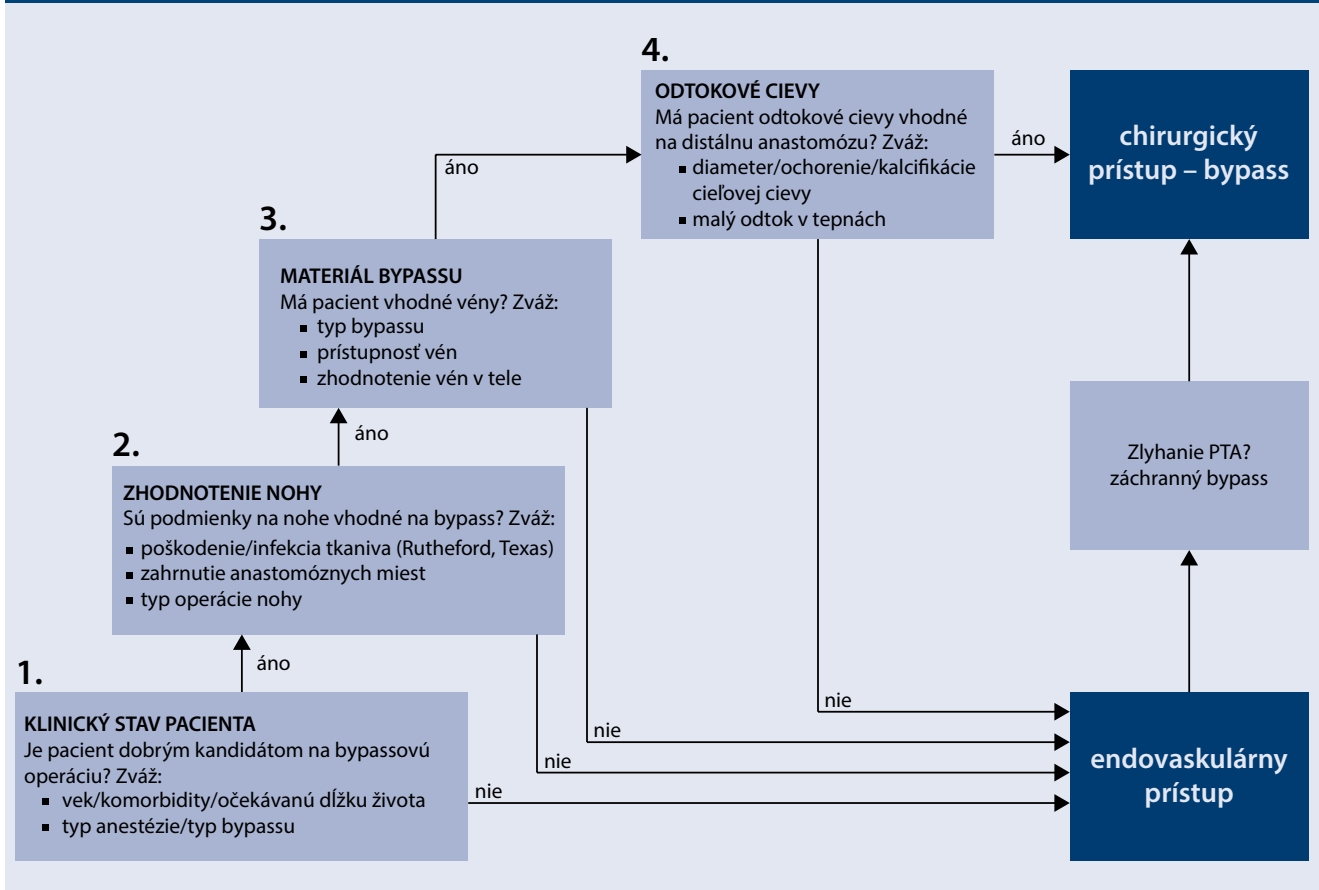 4.
ODTOKOVÉ CIEVY
Má pacient odtokové cievy vhodné
na distálnu anastomózu? Zváž:
▪ diameter/ochorenie/kalcifikácie
cieľovej cievy
▪ malý odtok v tepnách
áno
chirurgický
prístup – bypass
áno
3.
MATERIÁL BYPASSU
Má pacient vhodné vény? Zváž:
▪ typ bypassu
▪ prístupnosť vén
▪ zhodnotenie vén v tele
áno
2.
ZHODNOTENIE NOHY
Sú podmienky na nohe vhodné na bypass? Zváž:
▪ poškodenie/infekcia tkaniva (Rutheford, Texas)
▪ zahrnutie anastomóznych miest
▪ typ operácie nohy
Zlyhanie PTA?
záchranný bypass
áno
1.
KLINICKÝ STAV PACIENTA
Je pacient dobrým kandidátom na bypassovú
operáciu? Zváž:
▪ vek/komorbidity/očakávanú dĺžku života
▪ typ anestézie/typ bypassu
nie
nie
nie
nie
endovaskulárny
prístup